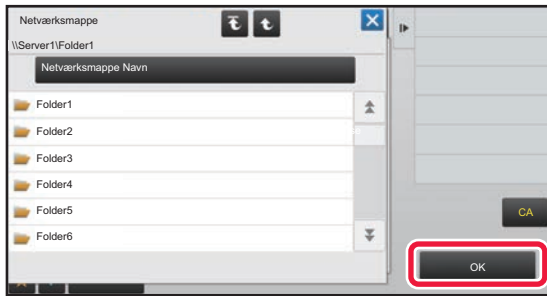 Netværksmappe
\\Server1\Folder1
Netværksmappe Navn
Folder1
Folder2
Folder3
Folder4
Folder5
Folder6
CA
OK